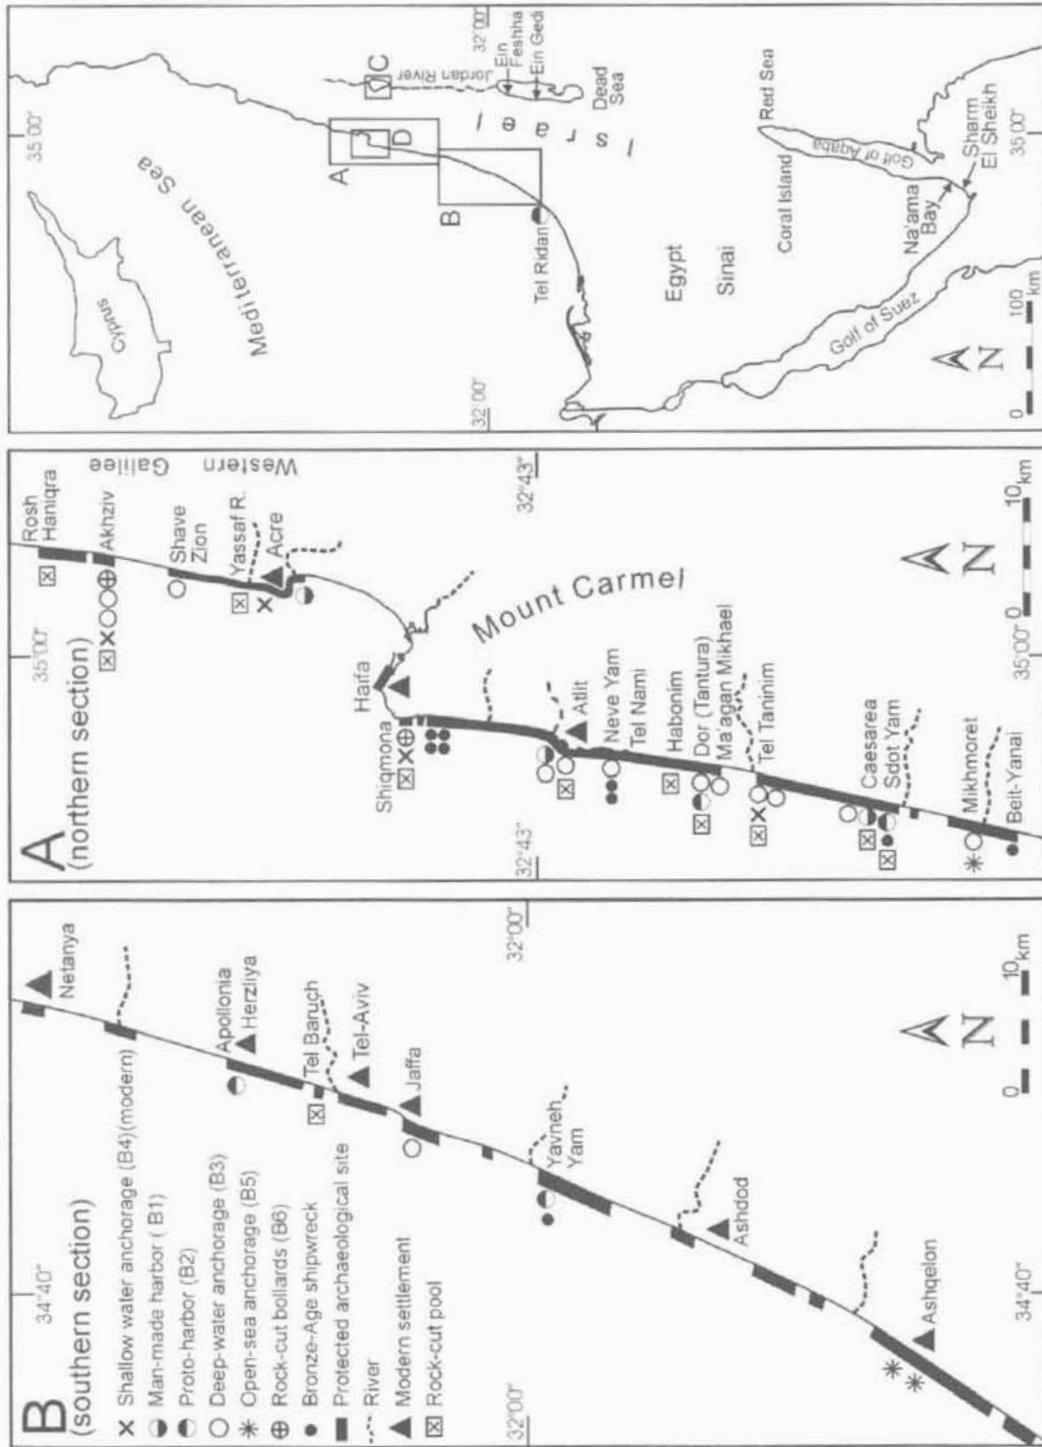 B
(southern section)
34°40"
Netanya
Apollonia
Herzliya
Tel Baruch
Tel-Aviv
Jaffa
32°00"
Yavneh
Yam
Ashdod
Ashqelon
32°00"
34°40"
✗ Shallow water anchorage (B4)(modern)
Man-made harbor ( B1)
Proto-harbor (B2)
Deep-water anchorage (B3)
Open-sea anchorage (B5)
Rock-cut bollards (B6)
Bronze-Age shipwreck
Protected archaeological site
River
Modern settlement
Rock-cut pool
N
0 10
km
A
(northern section)
35°00"
Rosh
Haniqra
Akhziv
Shave
Zion
Yassaf R.
Acre
Western
Galilee
Haifa
Shiqmona
Mount Carmel
32°43"
32°43"
Atlit
Neve Yam
Tel Nami
Habonim
Dor (Tantura)
Ma'agan Mikhael
Tel Taninim
Caesarea
Sdot Yam
Mikhmoret
Beit-Yanai
35°00"
N
0 10
km
35°00"
Cyprus
Mediterranean Sea
A
D
C
B
32°00"
Jordan River
Ein
Feshha
Ein Gedi
Dead
Sea
Israel
Tel Ridan
32°00"
Egypt
Sinai
Coral Island
Red Sea
Golf of Aqaba
Golf of Suez
Na'ama
Bay
Sharm
El Sheikh
35°00"
N
0 100
km